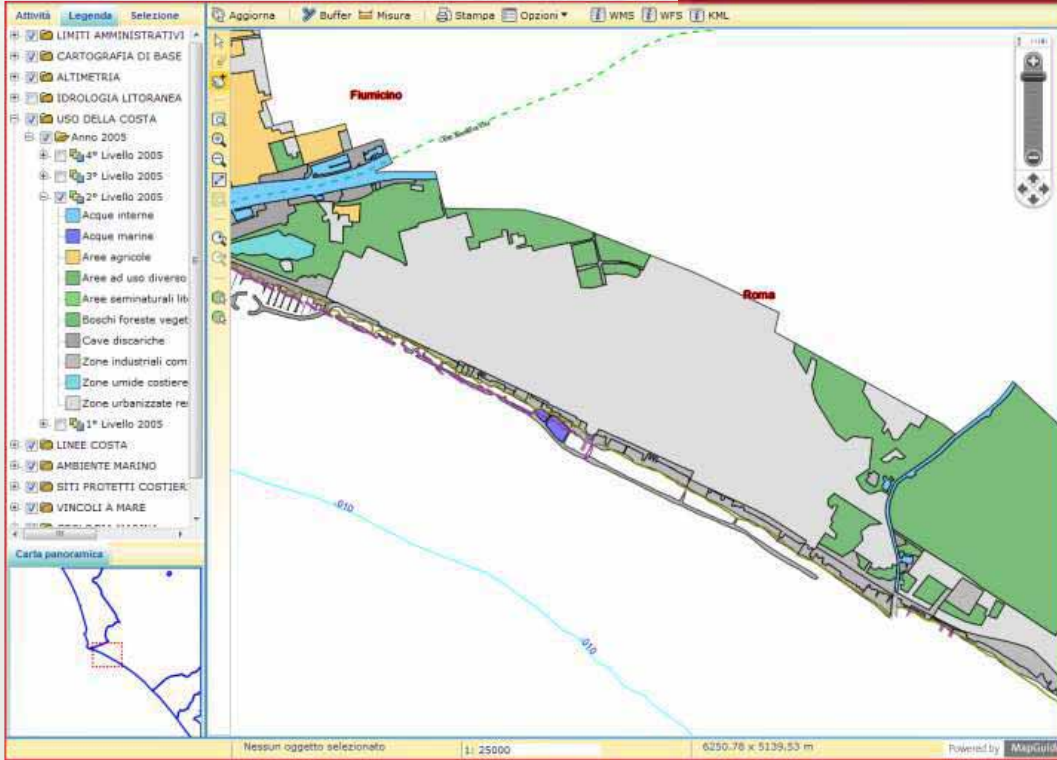 Attività Legenda Selezione
Aggiorna Buffer Misura Stampa Opzioni WMS WFS KML
LIMITI AMMINISTRATIVI
CARTOGRAFIA DI BASE
ALTIMETRIA
IDROLOGIA LITORANEA
USO DELLA COSTA
Anno 2005
4° Livello 2005
3° Livello 2005
2° Livello 2005
Acque interne
Acque marine
Aree agricole
Aree ad uso diverso
Aree seminaturali lit
Boschi foreste veget
Cave discariche
Zone industriali com
Zone umide costiere
Zone urbanizzate re
1° Livello 2005
LINEE COSTA
AMBIENTE MARINO
SITI PROTETTI COSTIER
VINCOLI A MARE
Carta panoramica
Fiumicino
Roma
-010
-010
Nessun oggetto selezionato
1: 25000
6250.78 x 5139.53 m
Powered by MapGuide